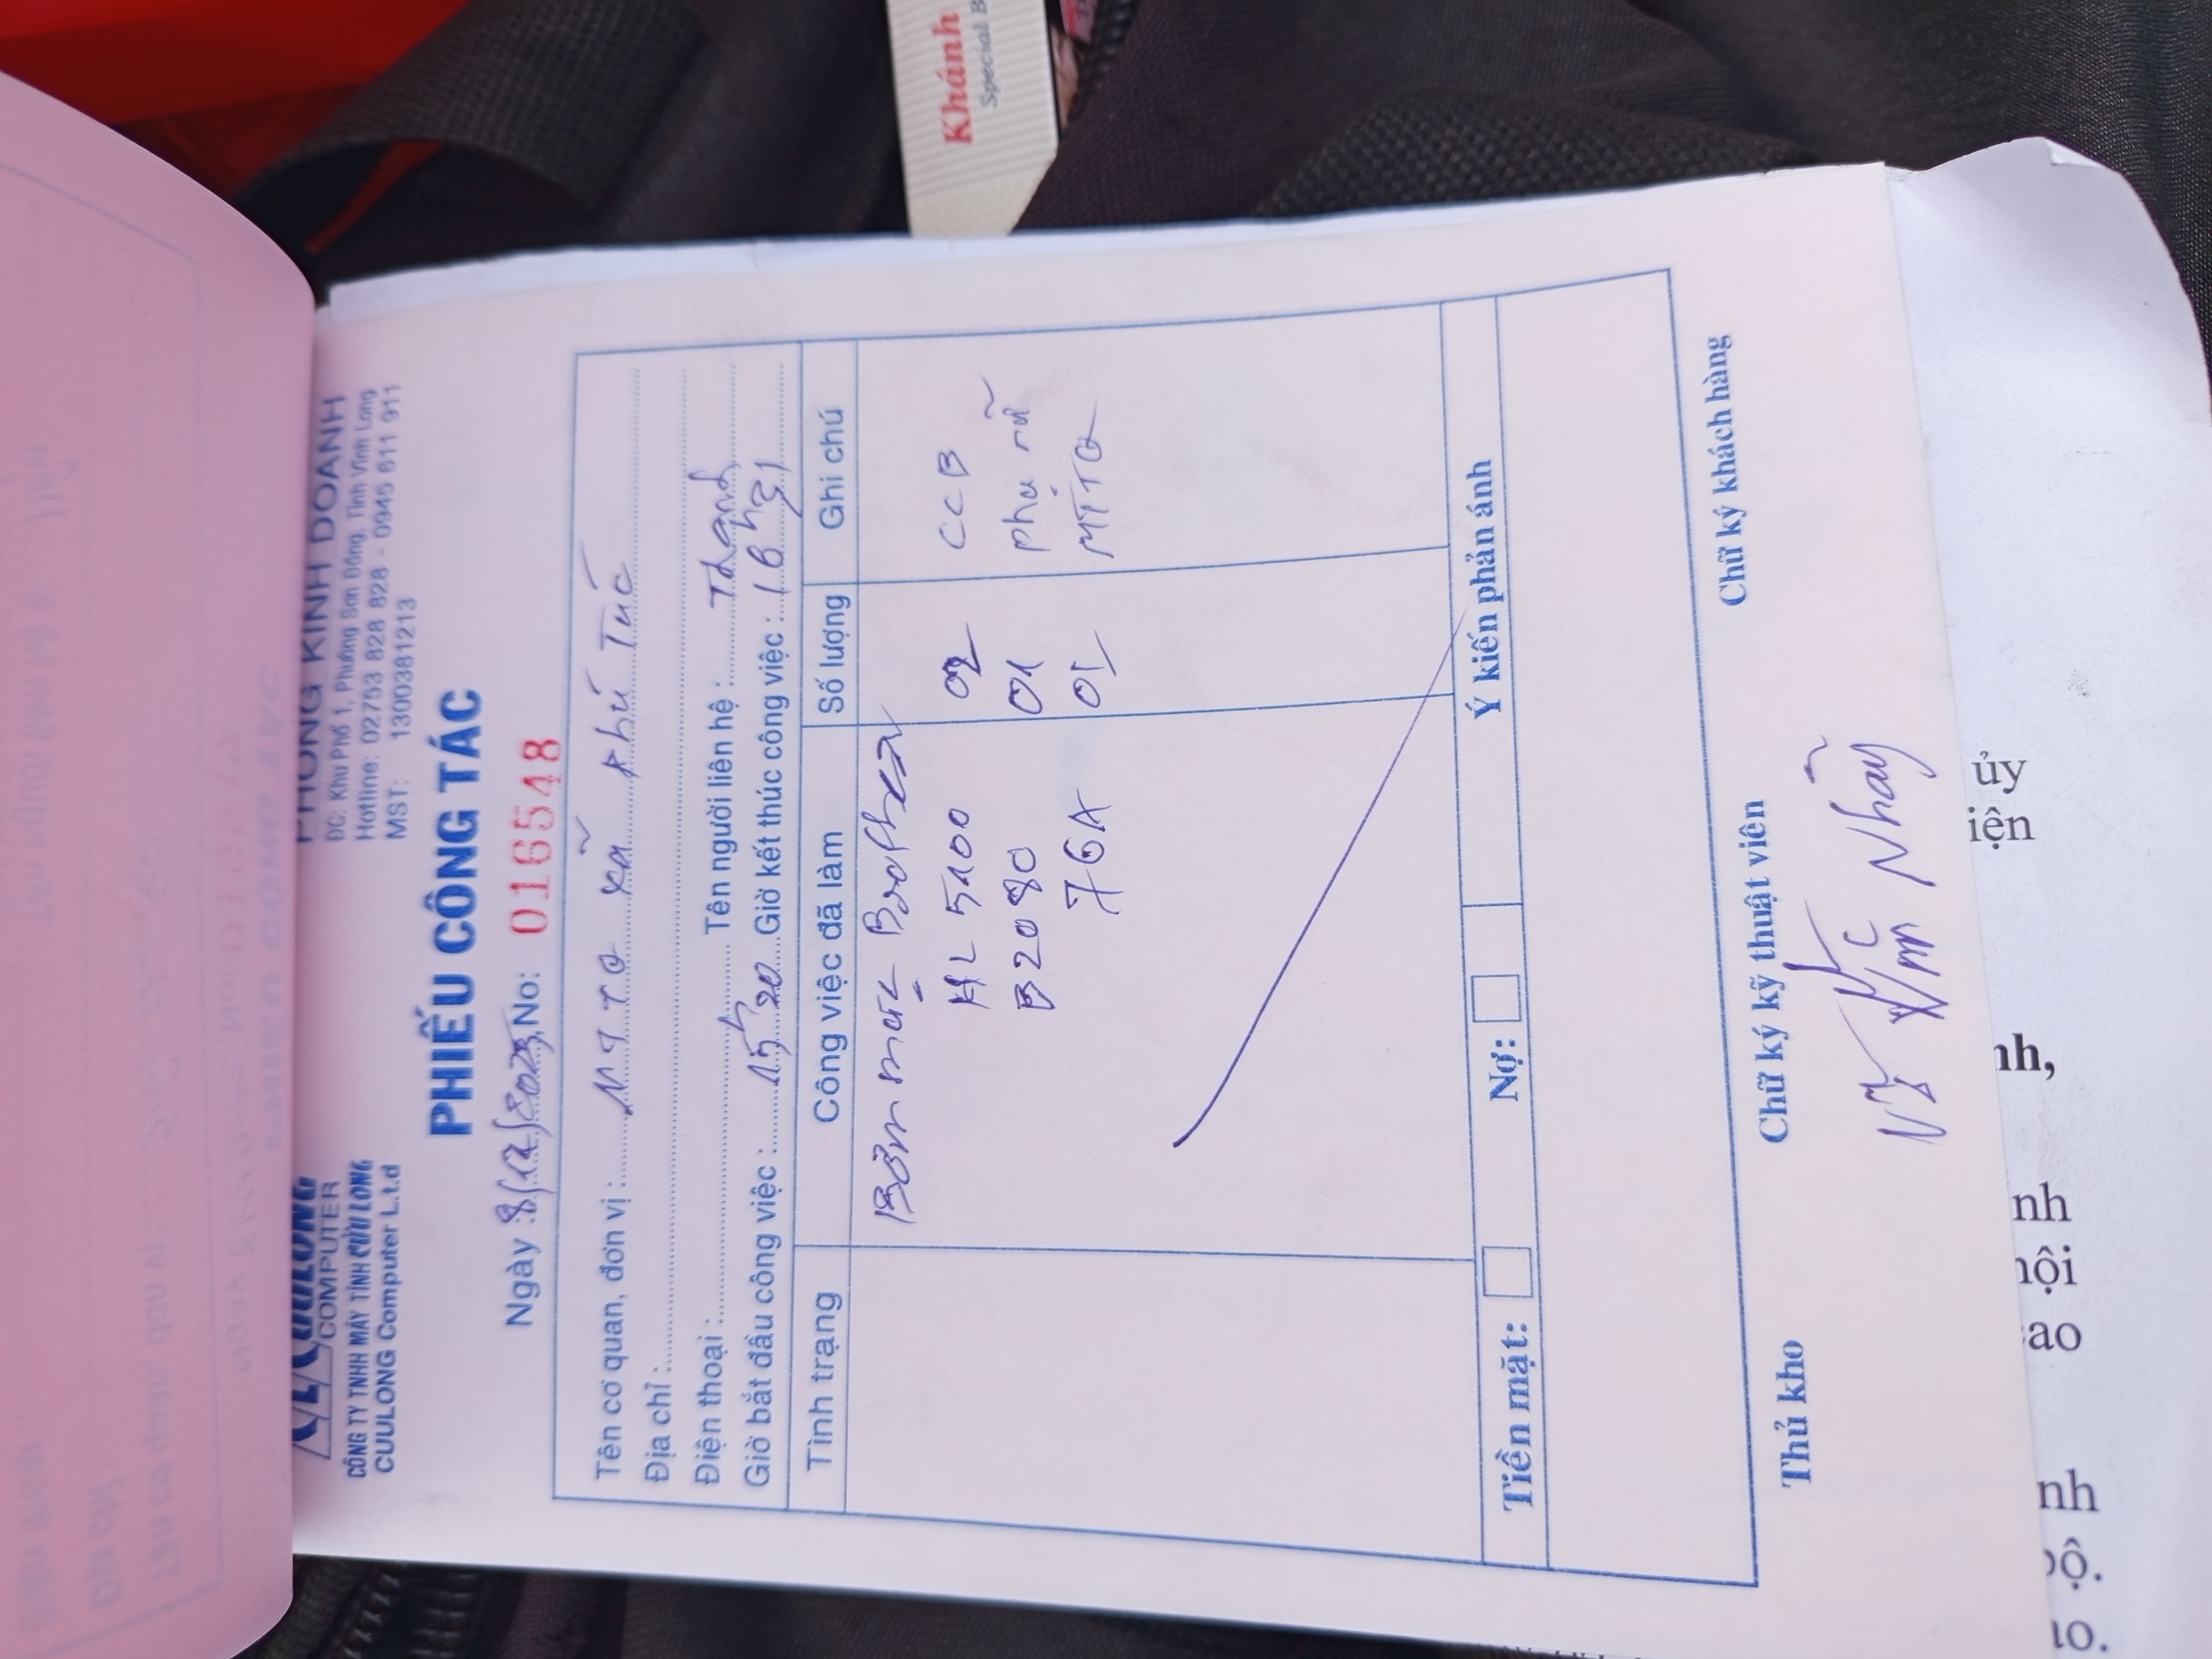 CUULONG
COMPUTER
CÔNG TY TNHH MÁY TÍNH CỬU LONG
CUULONG Computer L.t.d
PHÒNG KINH DOANH
ĐC: Khu Phố 1, Phường Sơn Đông, Tỉnh Vĩnh Long
Hotline: 02753 828 828 - 0945 611 911
MST: 1300381213
PHIẾU CÔNG TÁC
Ngày 8/12/2025, No: 016548
Tên cơ quan, đơn vị: MTTQ xã Phú Túc
Địa chỉ:
Điện thoại: Tên người liên hệ: Thanh
Giờ bắt đầu công việc: 15h20 Giờ kết thúc công việc: 16h31
Tình trạng Công việc đã làm Số lượng Ghi chú
Bơm mực Brother
HL 5100 02 CCB
B2080 01 Phụ nữ
76A 01 MTTQ
Tiền mặt: Nợ: Ý kiến phản ánh
Thủ kho Chữ ký kỹ thuật viên Chữ ký khách hàng
Nhãn
Khánh
Special B
ủy
iện
nh,
nh
nội
cao
nh
bộ.